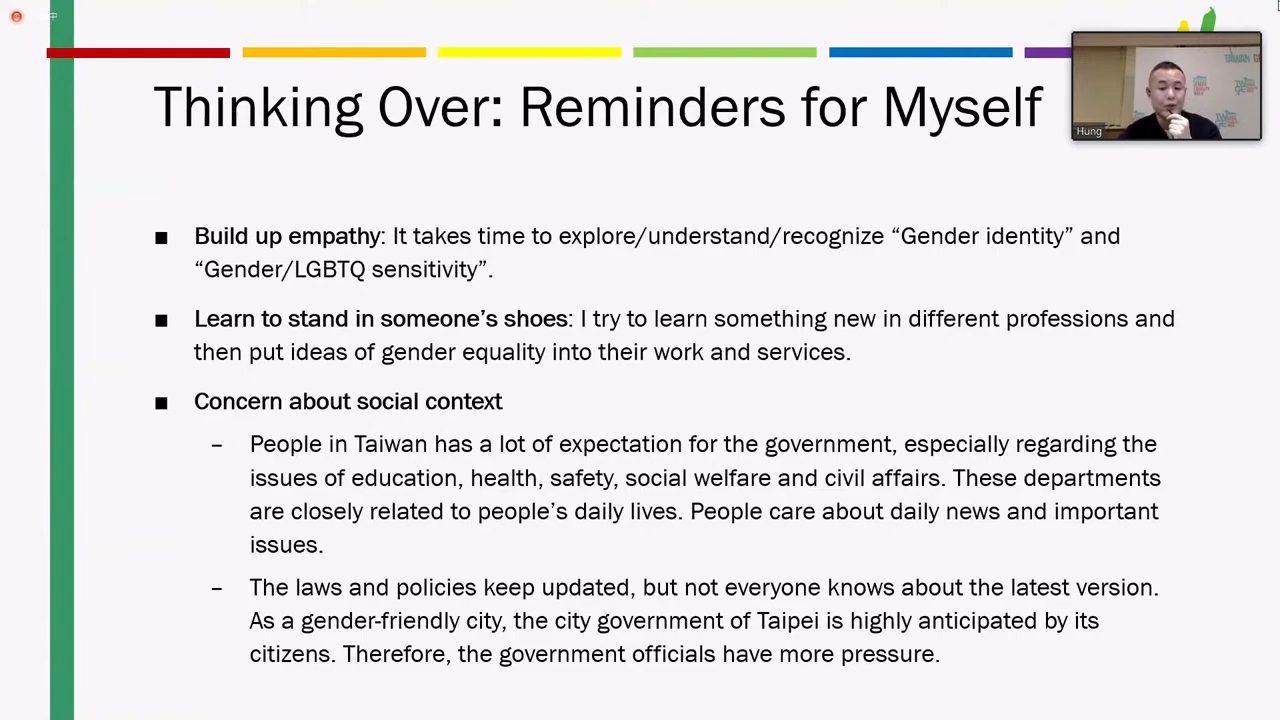 中
Thinking Over: Reminders for Myself
Hung
■ Build up empathy: It takes time to explore/understand/recognize “Gender identity” and
“Gender/LGBTQ sensitivity”.
■ Learn to stand in someone’s shoes: I try to learn something new in different professions and
then put ideas of gender equality into their work and services.
■ Concern about social context
– People in Taiwan has a lot of expectation for the government, especially regarding the
issues of education, health, safety, social welfare and civil affairs. These departments
are closely related to people’s daily lives. People care about daily news and important
issues.
– The laws and policies keep updated, but not everyone knows about the latest version.
As a gender-friendly city, the city government of Taipei is highly anticipated by its
citizens. Therefore, the government officials have more pressure.